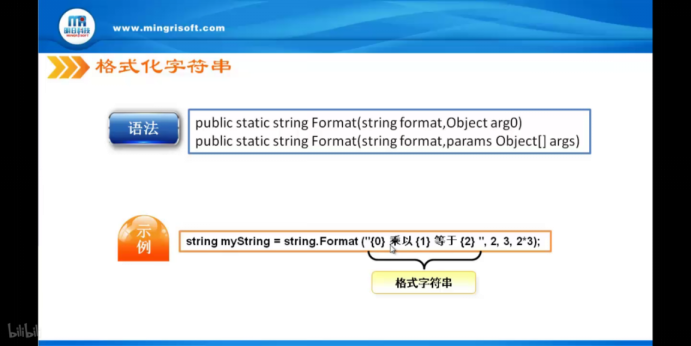 www.mingrisoft.com
格式化字符串
语法
public static string Format(string format,Object arg0)
public static string Format(string format,params Object[] args)
示例
string myString = string.Format ("{0} 乘以 {1} 等于 {2} ", 2, 3, 2*3);
格式字符串
bilibili